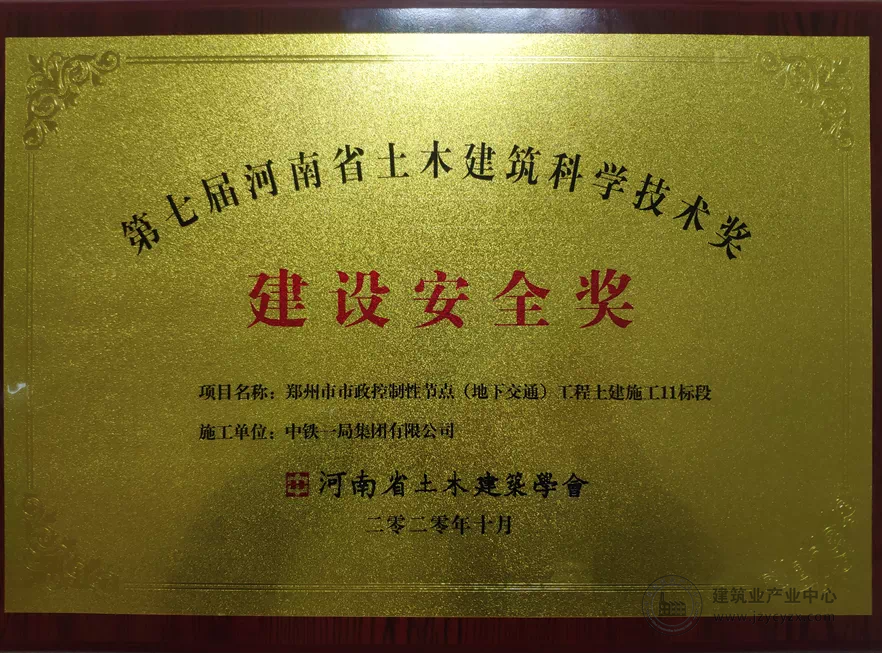 第七届河南省土木建筑科学技术奖
建设安全奖
项目名称：郑州市市政控制性节点（地下交通）工程土建施工11标段
施工单位：中铁一局集团有限公司
河南省土木建築學會
二零二零年十月
建筑业产业中心
www.jzycyzx.com